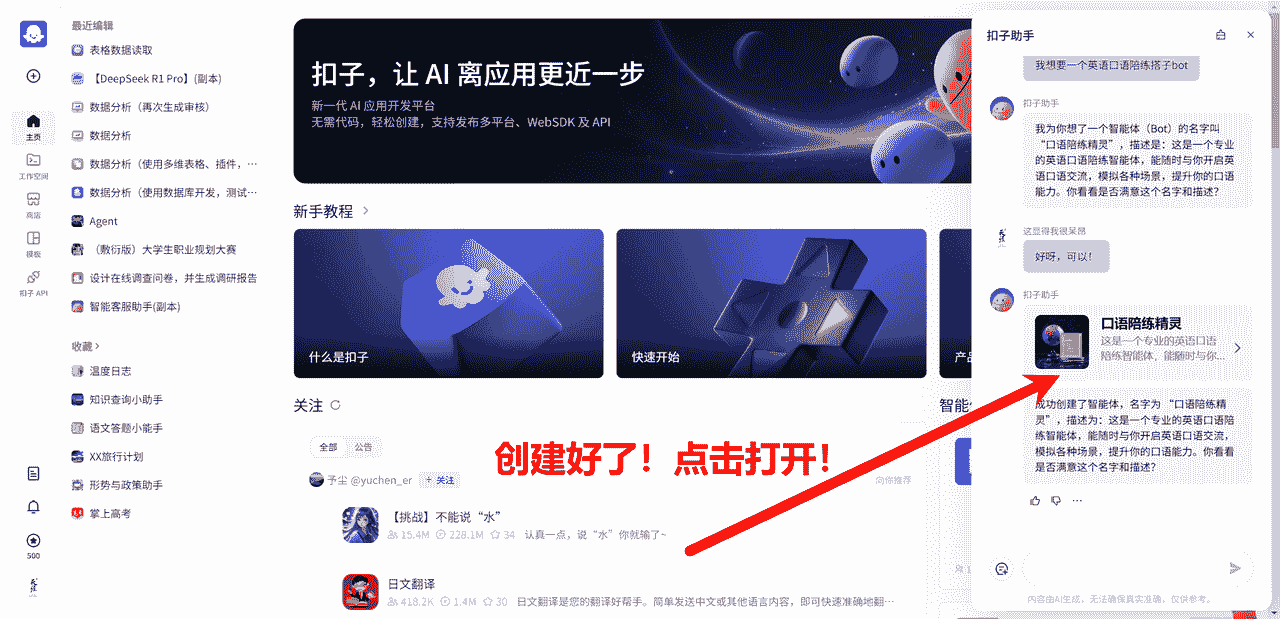 主页
工作空间
商店
模板
扣子 API
500
最近编辑
表格数据读取
【DeepSeek R1 Pro】(副本)
数据分析（再次生成审核）
数据分析
数据分析（使用多维表格、插件，…
数据分析（使用数据库开发，测试…
Agent
（敷衍版）大学生职业规划大赛
设计在线调查问卷，并生成调研报告
智能客服助手(副本)
收藏
温度日志
知识查询小助手
语文答题小能手
XX旅行计划
形势与政策助手
掌上高考
扣子，让 AI 离应用更近一步
新一代 AI 应用开发平台
无需代码，轻松创建，支持发布多平台、WebSDK 及 API
新手教程
什么是扣子
快速开始
产品
关注
智能
全部
公告
予尘 @yuchen_er
+ 关注
向你推荐
【挑战】不能说“水”
15.4M 228.1M 34 认真一点，说“水”你就输了~
日文翻译
418.2K 1.4M 30 日文翻译是您的翻译好帮手。简单发送中文或其他语言内容，即可快速准确地翻…
创建好了！点击打开！
扣子助手
我想要一个英语口语陪练搭子bot
扣子助手
我为你想了一个智能体（Bot）的名字叫
“口语陪练精灵”，描述是：这是一个专业
的英语口语陪练智能体，能随时与你开启英
语口语交流，模拟各种场景，提升你的口语
能力。你看看是否满意这个名字和描述？
这显得我很呆昂
好呀，可以！
扣子助手
口语陪练精灵
这是一个专业的英语口语
陪练智能体，能随时与你...
成功创建了智能体，名字为 “口语陪练精
灵”，描述为：这是一个专业的英语口语陪
练智能体，能随时与你开启英语口语交流，
模拟各种场景，提升你的口语能力。你看看
是否满意这个名字和描述？
内容由AI生成，无法确保真实准确，仅供参考。